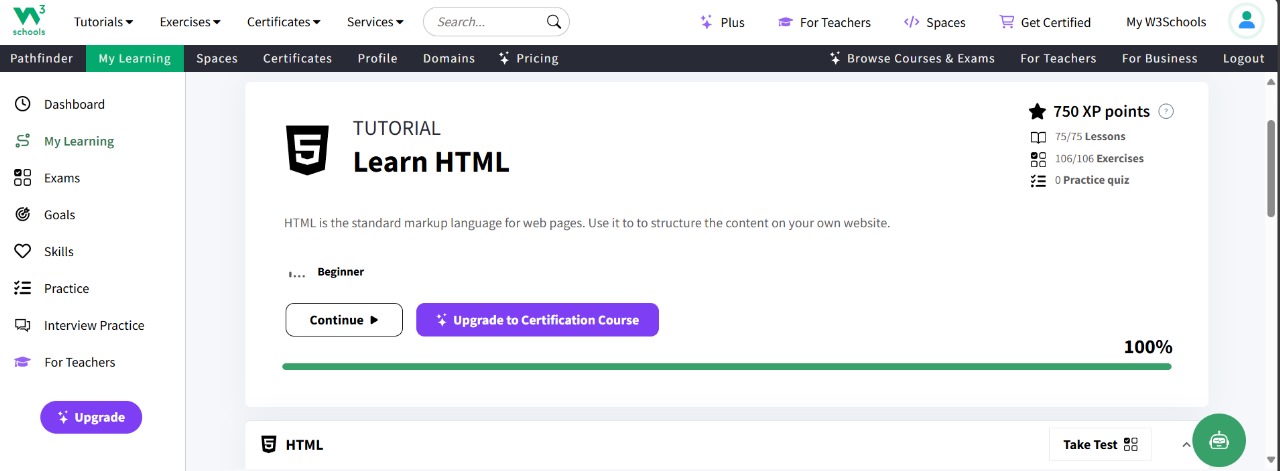 W3
schools
Tutorials
Exercises
Certificates
Services
Search...
Plus
For Teachers
Spaces
Get Certified
My W3Schools
Pathfinder
My Learning
Spaces
Certificates
Profile
Domains
Pricing
Browse Courses & Exams
For Teachers
For Business
Logout
Dashboard
My Learning
Exams
Goals
Skills
Practice
Interview Practice
For Teachers
Upgrade
TUTORIAL
Learn HTML
750 XP points ?
75/75 Lessons
106/106 Exercises
0 Practice quiz
HTML is the standard markup language for web pages. Use it to to structure the content on your own website.
Beginner
Continue
Upgrade to Certification Course
100%
HTML
Take Test